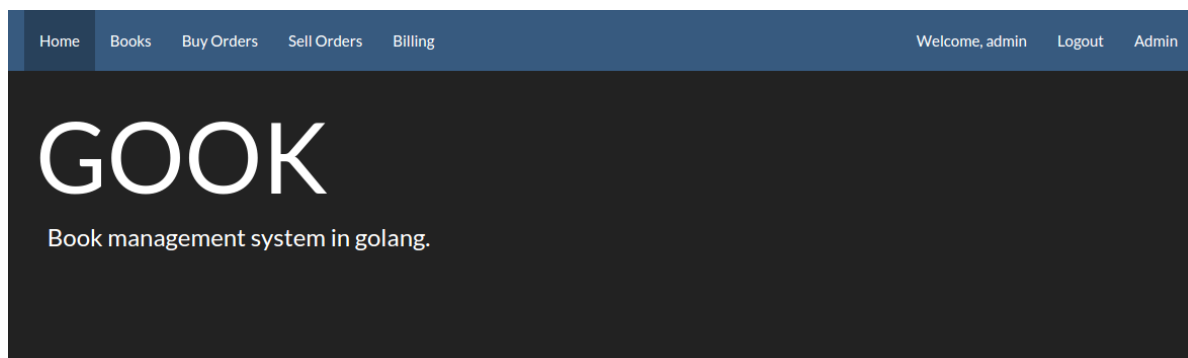 Home Books Buy Orders Sell Orders Billing Welcome, admin Logout Admin
GOOK
Book management system in golang.